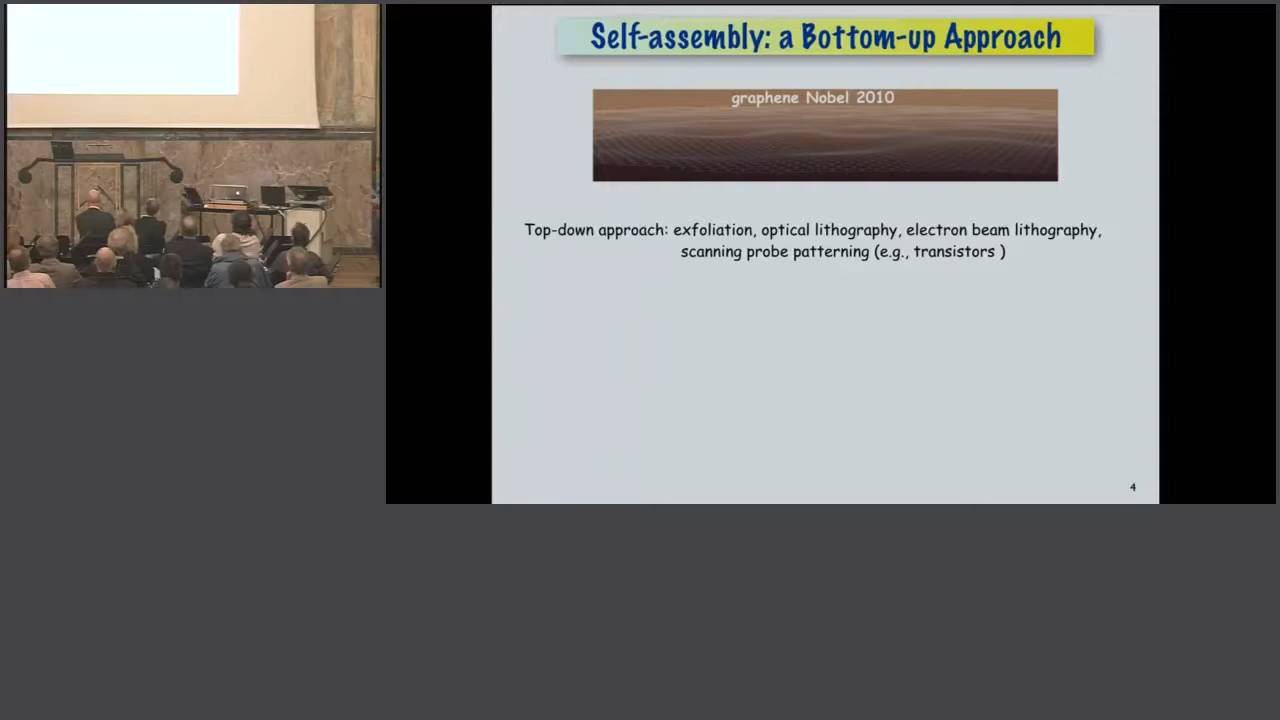 Self-assembly: a Bottom-up Approach
graphene Nobel 2010
Top-down approach: exfoliation, optical lithography, electron beam lithography,
scanning probe patterning (e.g., transistors )
4